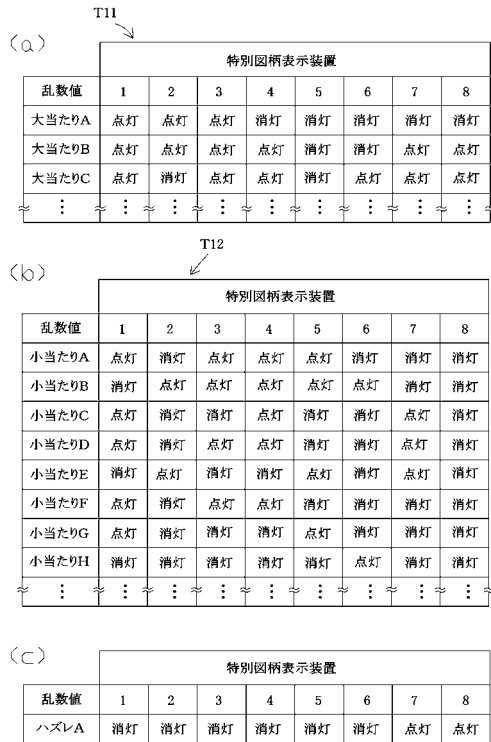 T11
(a)
特別図柄表示装置
乱数値 1 2 3 4 5 6 7 8
大当たりA 点灯 点灯 点灯 消灯 消灯 消灯 消灯 消灯
大当たりB 点灯 点灯 点灯 点灯 消灯 消灯 点灯 点灯
大当たりC 点灯 消灯 点灯 点灯 消灯 点灯 点灯 点灯
⋮ ⋮ ⋮ ⋮ ⋮ ⋮ ⋮ ⋮ ⋮
T12
(b)
特別図柄表示装置
乱数値 1 2 3 4 5 6 7 8
小当たりA 点灯 消灯 点灯 点灯 点灯 消灯 消灯 消灯
小当たりB 消灯 点灯 点灯 点灯 点灯 点灯 消灯 消灯
小当たりC 点灯 消灯 消灯 点灯 消灯 消灯 点灯 消灯
小当たりD 点灯 消灯 点灯 点灯 消灯 消灯 点灯 消灯
小当たりE 消灯 点灯 消灯 消灯 点灯 消灯 点灯 消灯
小当たりF 点灯 消灯 点灯 点灯 消灯 消灯 消灯 消灯
小当たりG 点灯 消灯 消灯 消灯 点灯 消灯 消灯 消灯
小当たりH 消灯 消灯 消灯 消灯 消灯 点灯 消灯 消灯
⋮ ⋮ ⋮ ⋮ ⋮ ⋮ ⋮ ⋮ ⋮
(c)
特別図柄表示装置
乱数値 1 2 3 4 5 6 7 8
ハズレA 消灯 消灯 消灯 消灯 消灯 消灯 点灯 点灯